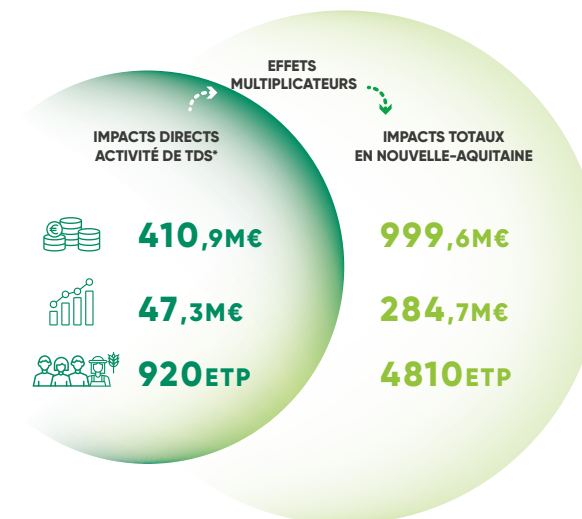 EFFETS
MULTIPLICATEURS
IMPACTS DIRECTS
ACTIVITÉ DE TDS*
IMPACTS TOTAUX
EN NOUVELLE-AQUITAINE
€
410,9M€
999,6M€
47,3M€
284,7M€
920ETP
4810ETP